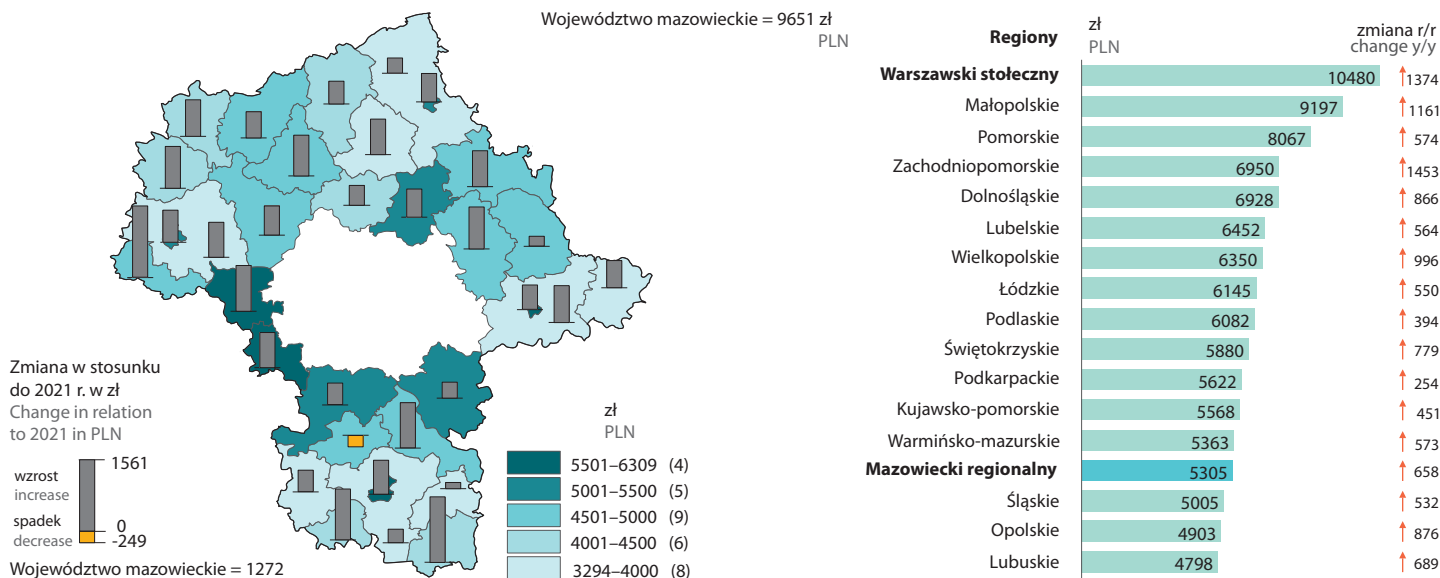 Województwo mazowieckie = 9651 zł
PLN
Zmiana w stosunku
do 2021 r. w zł
Change in relation
to 2021 in PLN
1561
wzrost
increase
spadek
decrease
0
-249
Województwo mazowieckie = 1272
zł
PLN
5501–6309 (4)
5001–5500 (5)
4501–5000 (9)
4001–4500 (6)
3294–4000 (8)
Regiony
zł
PLN
zmiana r/r
change y/y
Warszawski stołeczny 10480 1374
Małopolskie 9197 1161
Pomorskie 8067 574
Zachodniopomorskie 6950 1453
Dolnośląskie 6928 866
Lubelskie 6452 564
Wielkopolskie 6350 996
Łódzkie 6145 550
Podlaskie 6082 394
Świętokrzyskie 5880 779
Podkarpackie 5622 254
Kujawsko-pomorskie 5568 451
Warmińsko-mazurskie 5363 573
Mazowiecki regionalny 5305 658
Śląskie 5005 532
Opolskie 4903 876
Lubuskie 4798 689